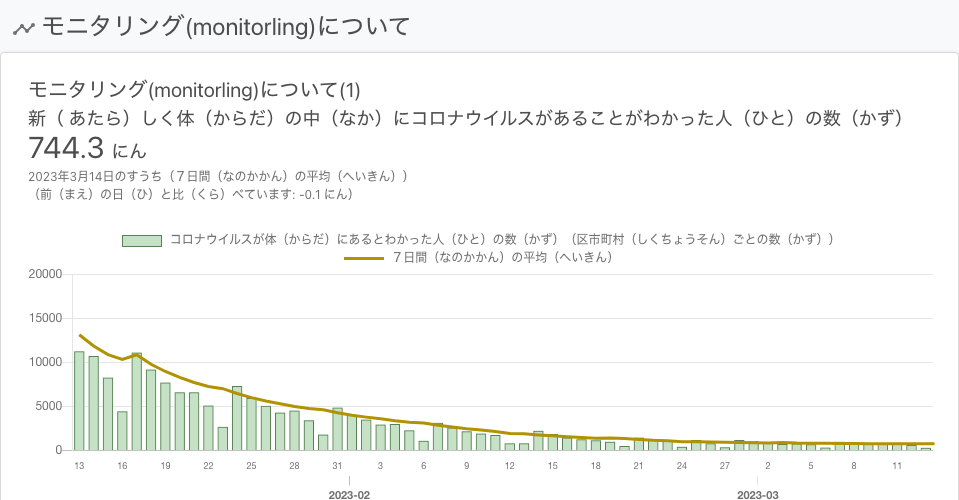 モニタリング(monitorling)について
モニタリング(monitorling)について(1)
新（ あたら）しく体（からだ）の中（なか）にコロナウイルスがあることがわかった人（ひと）の数（かず）
744.3 にん
2023年3月14日のすうち（７日間（なのかかん）の平均（へいきん））
（前（まえ）の日（ひ）と比（くら）べています: -0.1 にん）
コロナウイルスが体（からだ）にあるとわかった人（ひと）の数（かず）（区市町村（しくちょうそん）ごとの数（かず））
７日間（なのかかん）の平均（へいきん）
20000
15000
10000
5000
0
13 16 19 22 25 28 31 3 6 9 12 15 18 21 24 27 2 5 8 11
2023-02 2023-03